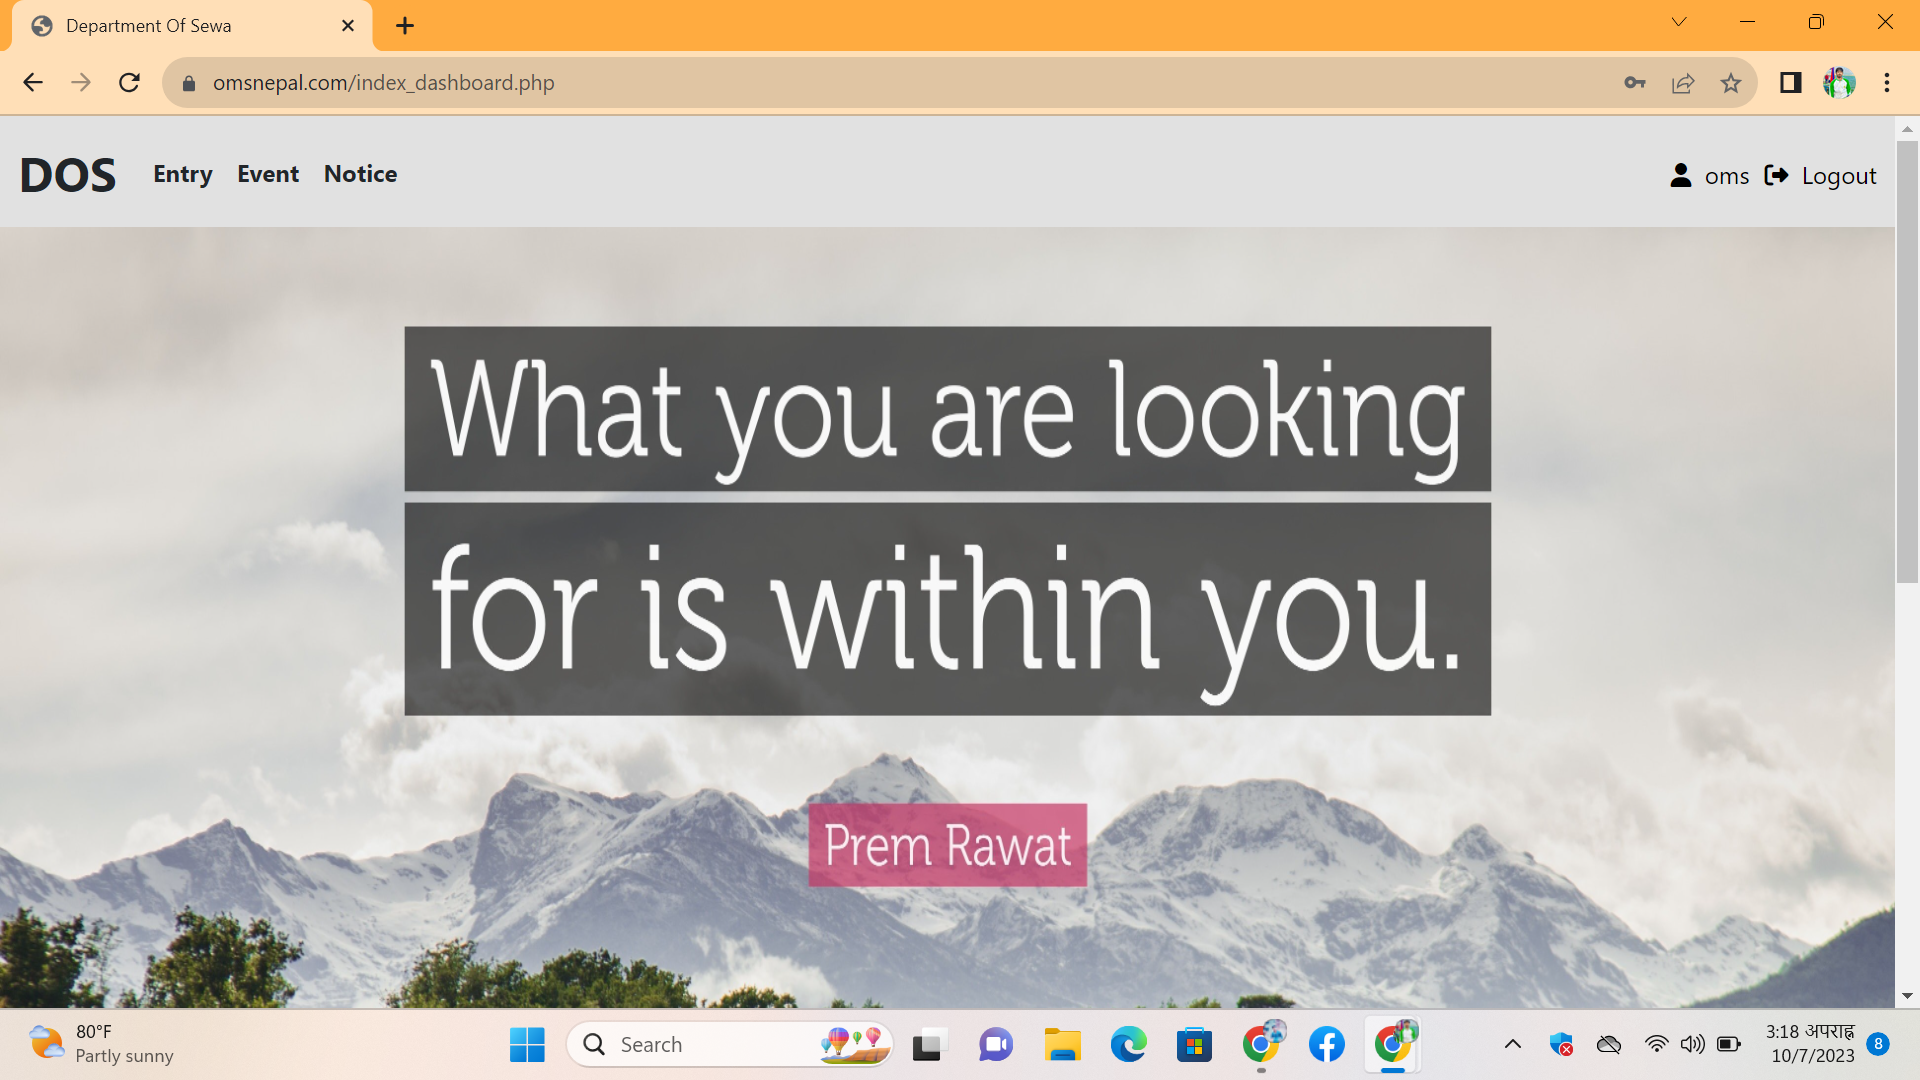 Department Of Sewa
omsnepal.com/index_dashboard.php
DOS Entry Event Notice oms Logout
What you are looking
for is within you.
Prem Rawat
80°F
Partly sunny
Search
3:18 अपराह्न
10/7/2023
8